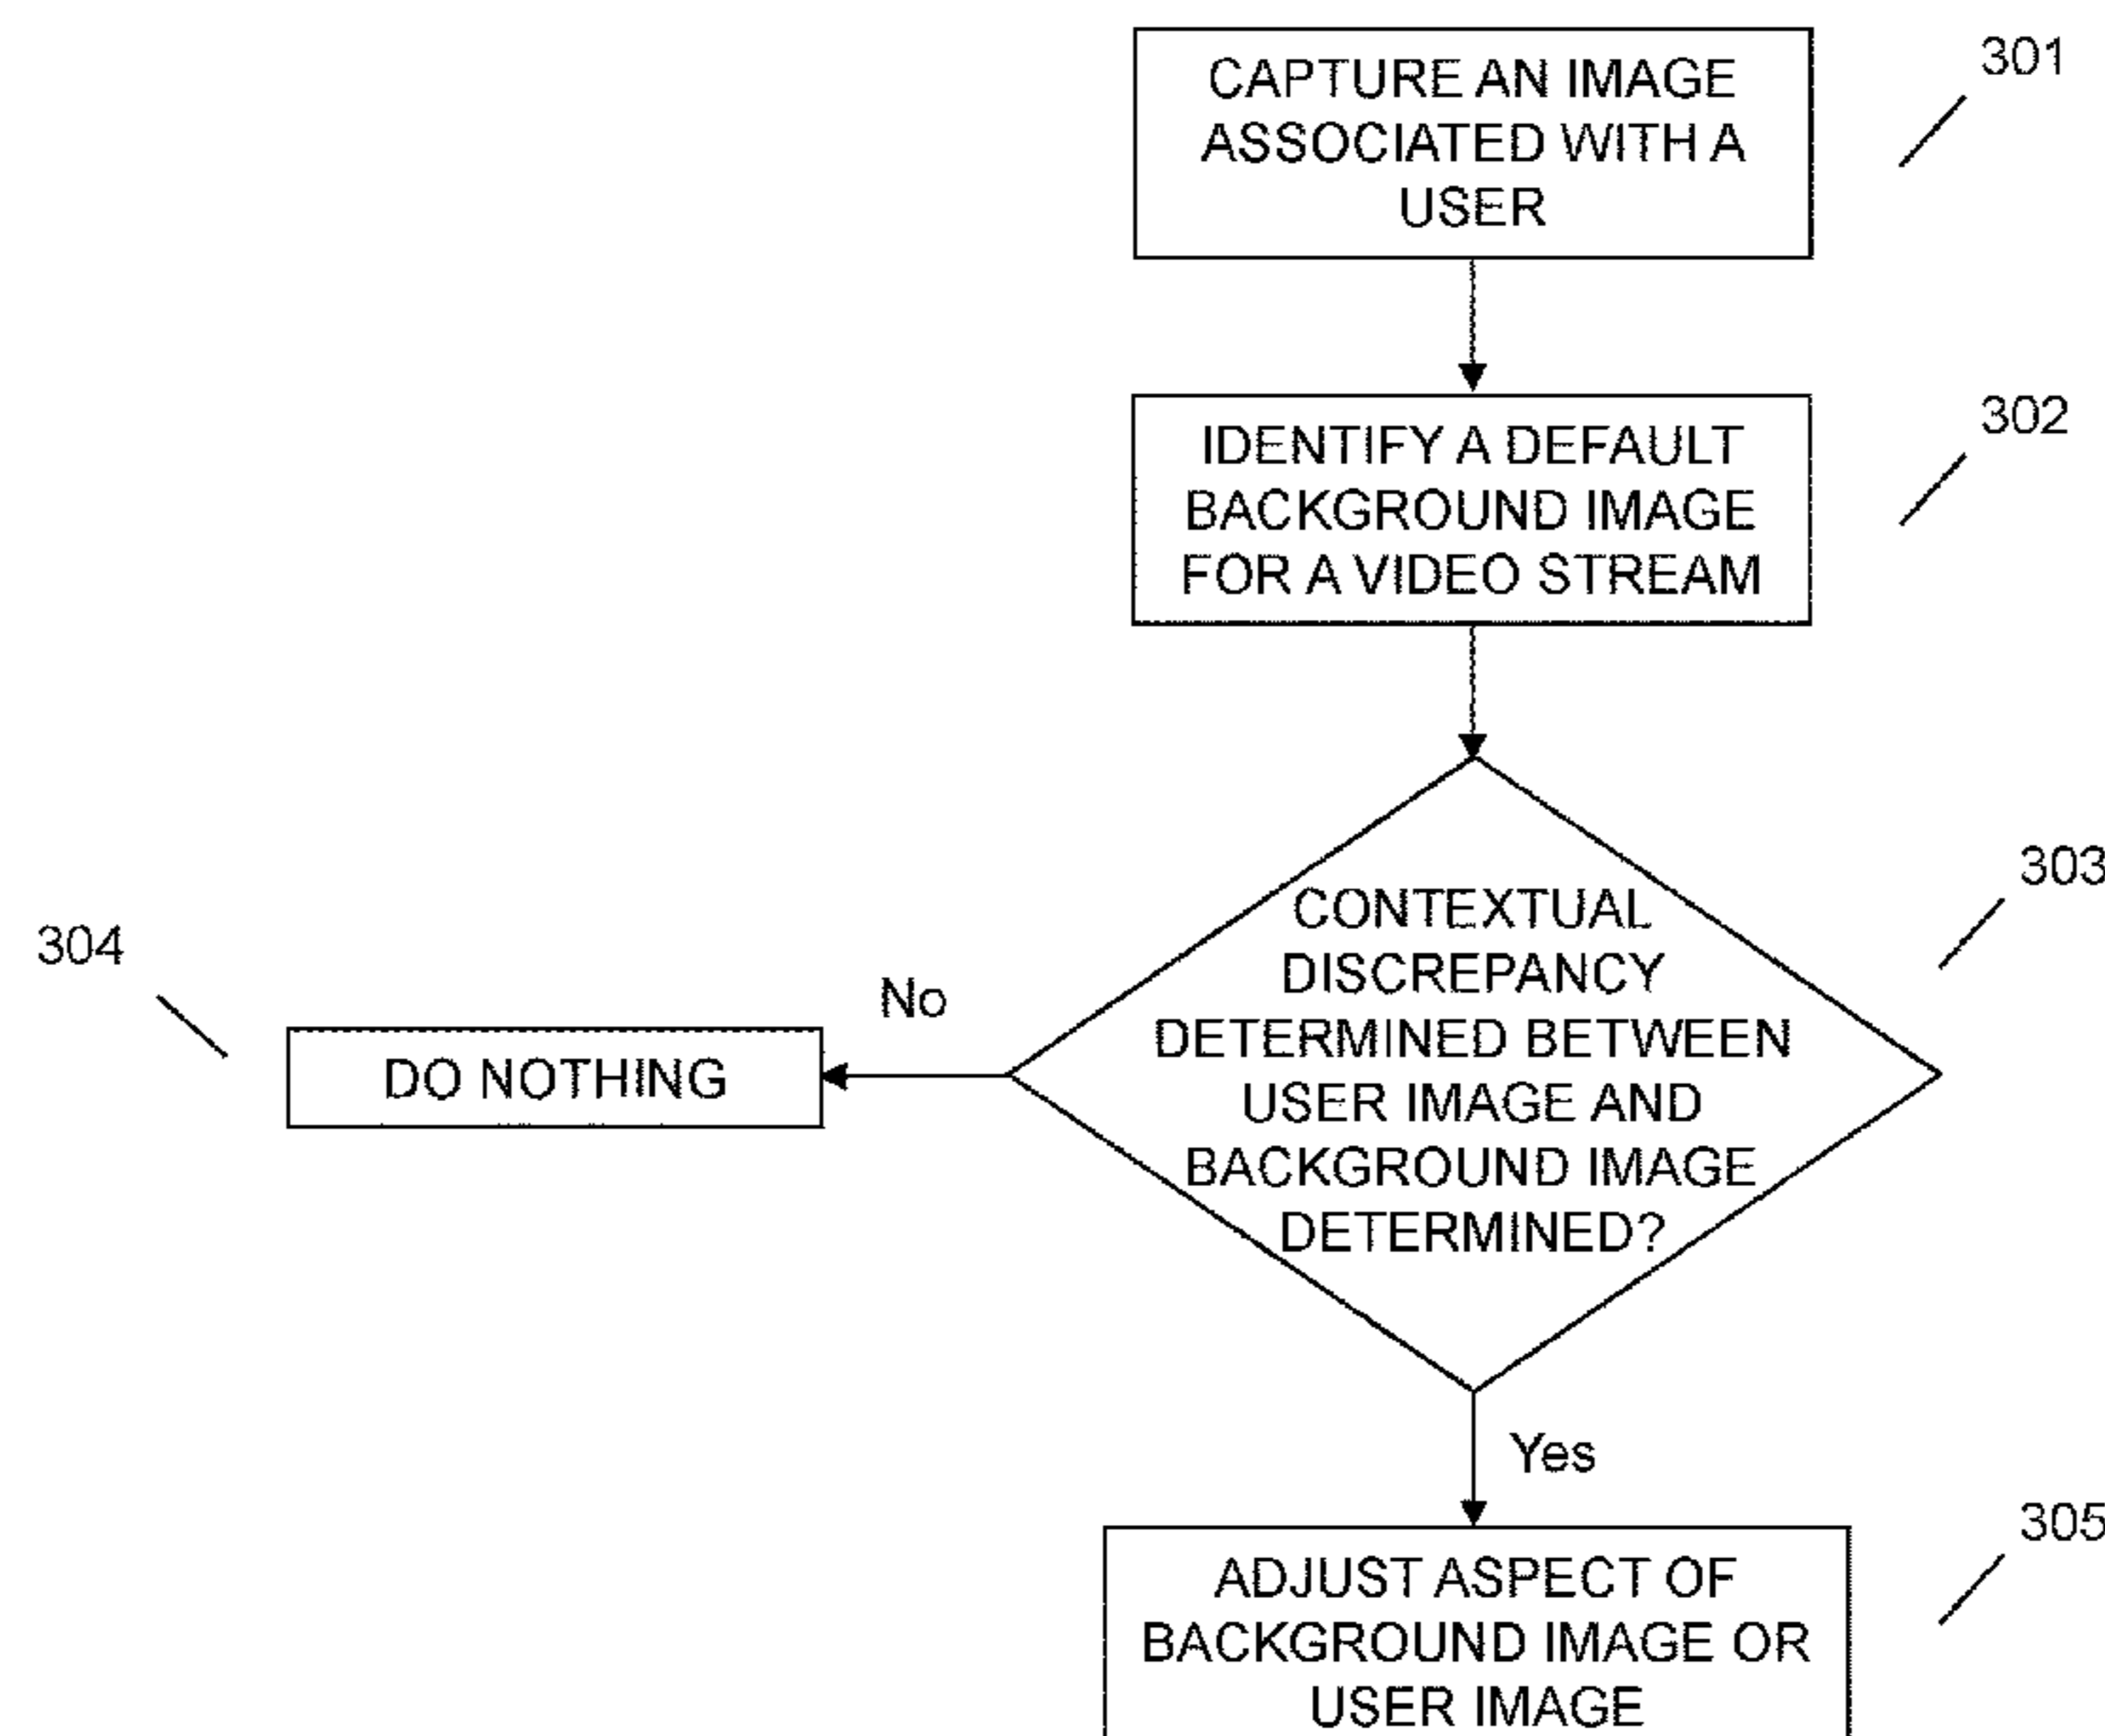 CAPTURE AN IMAGE
ASSOCIATED WITH A
USER
301
IDENTIFY A DEFAULT
BACKGROUND IMAGE
FOR A VIDEO STREAM
302
CONTEXTUAL
DISCREPANCY
DETERMINED BETWEEN
USER IMAGE AND
BACKGROUND IMAGE
DETERMINED?
303
No
304
DO NOTHING
Yes
ADJUST ASPECT OF
BACKGROUND IMAGE OR
USER IMAGE
305